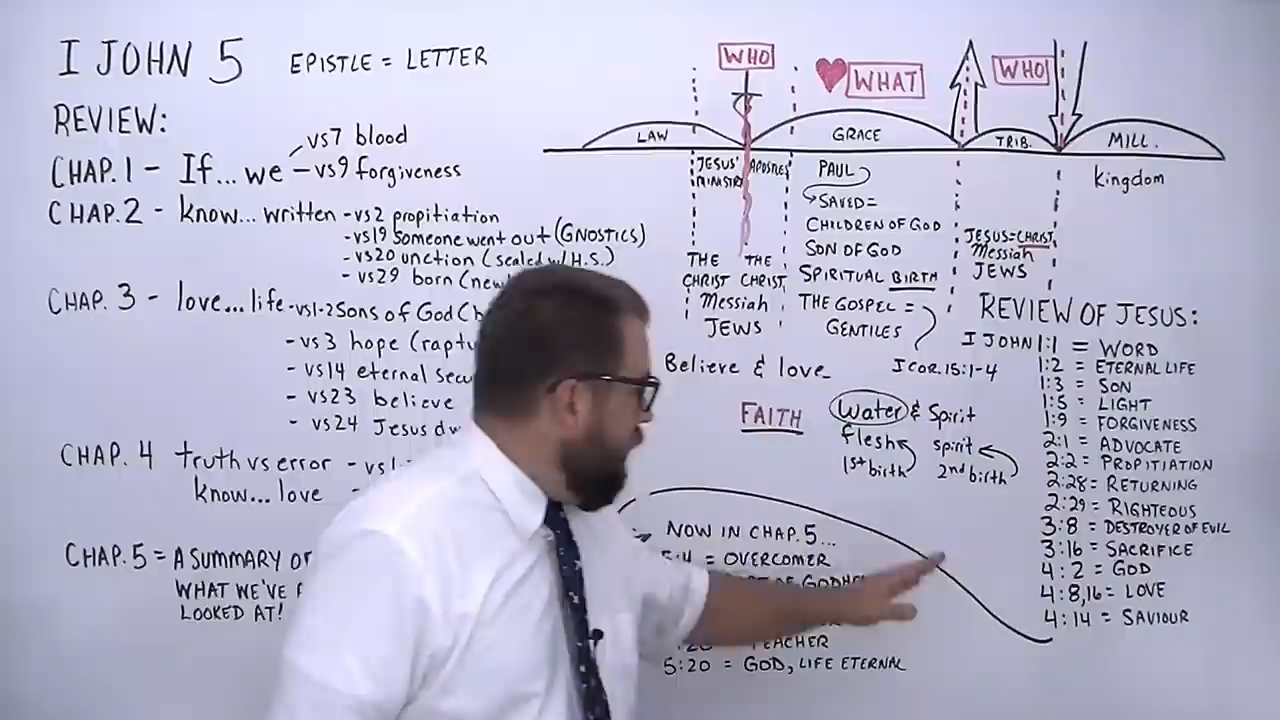 I JOHN 5 EPISTLE = LETTER
REVIEW:
CHAP. 1 - If... we - vs7 blood
- vs9 forgiveness
CHAP. 2 - know... written - vs2 propitiation
- vs19 someone went out (GNOSTICS)
- vs20 unction (sealed w/ H.S.)
- vs29 born (new
CHAP. 3 - love... life - vs1-2 Sons of God
- vs3 hope
- vs14 eternal
- vs23 believe
- vs24 Jesus
CHAP. 4 truth vs error - vs1-
know... love -
CHAP. 5 = A SUMMARY
WHAT WE'VE
LOOKED AT!
WHO
WHAT
WHO
LAW
GRACE
TRIB.
MILL.
Kingdom
JESUS' MINISTRY
APOSTLES
THE CHRIST
Messiah
JEWS
THE CHRIST
PAUL
SAVED =
CHILDREN OF GOD
SON OF GOD
SPIRITUAL BIRTH
THE GOSPEL =
GENTILES
I COR. 15:1-4
JESUS = CHRIST
Messiah
JEWS
Believe & love
FAITH
Water & Spirit
flesh spirit
1st birth 2nd birth
NOW IN CHAP. 5...
5:4 = OVERCOMER
TEACHER
5:20 = GOD, LIFE ETERNAL
REVIEW OF JESUS:
I JOHN 1:1 = WORD
1:2 = ETERNAL LIFE
1:3 = SON
1:5 = LIGHT
1:9 = FORGIVENESS
2:1 = ADVOCATE
2:2 = PROPITIATION
2:28 = RETURNING
2:29 = RIGHTEOUS
3:8 = DESTROYER OF EVIL
3:16 = SACRIFICE
4:2 = GOD
4:8,16 = LOVE
4:14 = SAVIOUR